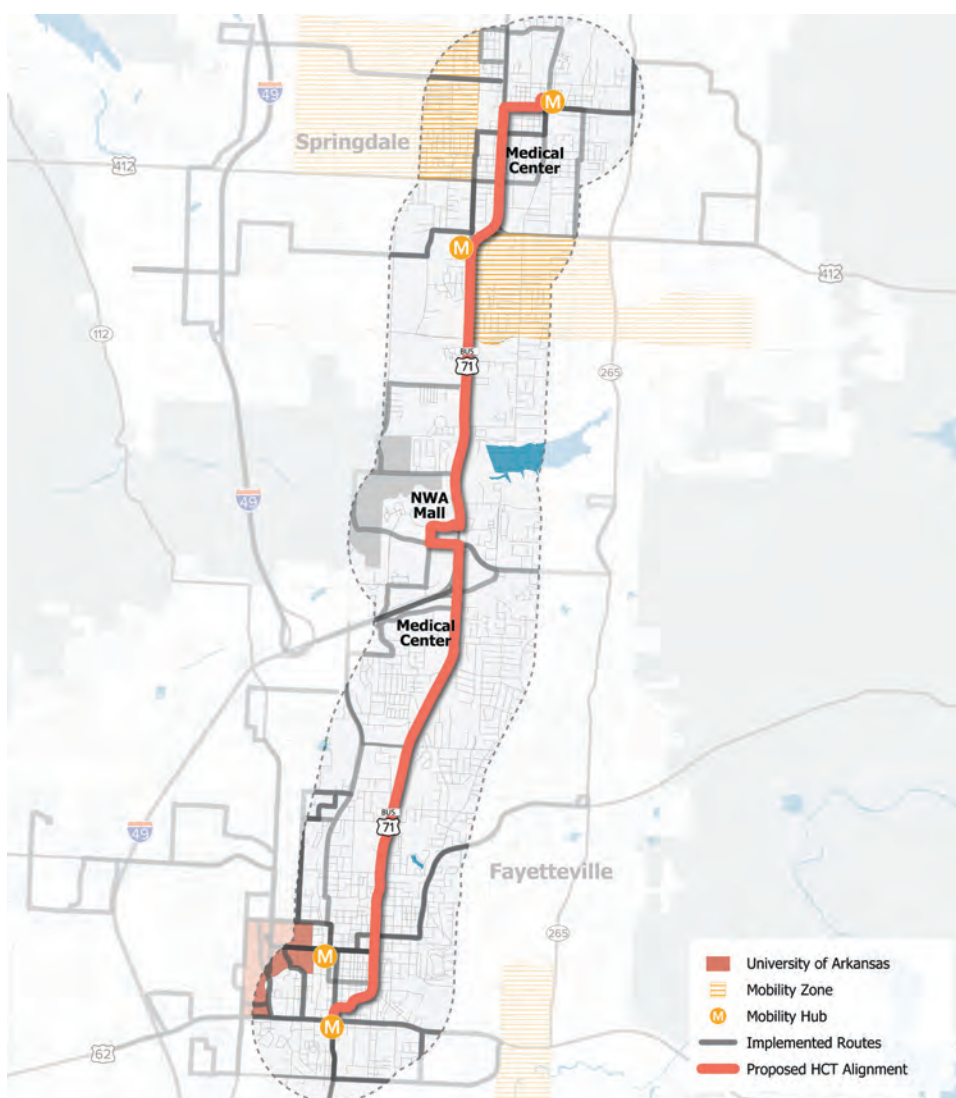 49
Springdale
M
Medical
Center
412
M
412
112
BUS
71
265
49
NWA
Mall
Medical
Center
BUS
71
49
Fayetteville
265
M
M
62
University of Arkansas
Mobility Zone
M
Mobility Hub
Implemented Routes
Proposed HCT Alignment